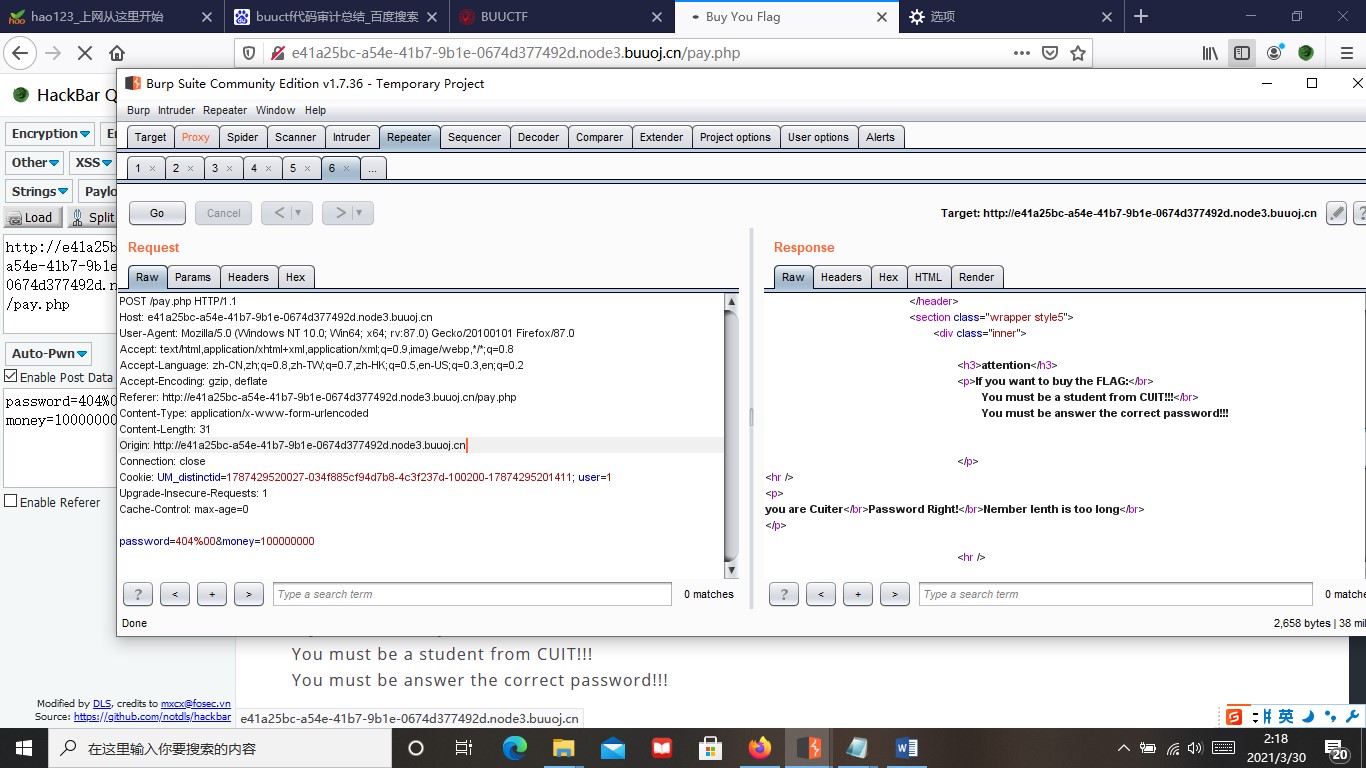 hao123_上网从这里开始
buuctf代码审计总结_百度搜索
BUUCTF
Buy You Flag
选项
e41a25bc-a54e-41b7-9b1e-0674d377492d.node3.buuoj.cn/pay.php
Burp Suite Community Edition v1.7.36 - Temporary Project
HackBar Q
Burp Intruder Repeater Window Help
Encryption
Target Proxy Spider Scanner Intruder Repeater Sequencer Decoder Comparer Extender Project options User options Alerts
Other XSS
1 2 3 4 5 6 ...
Strings Paylo
Load Split
Go Cancel < >
Target: http://e41a25bc-a54e-41b7-9b1e-0674d377492d.node3.buuoj.cn
http://e41a25b
a54e-41b7-9b1e
0674d377492d.n
/pay.php
Request
Response
Raw Params Headers Hex
Raw Headers Hex HTML Render
POST /pay.php HTTP/1.1
Host: e41a25bc-a54e-41b7-9b1e-0674d377492d.node3.buuoj.cn
User-Agent: Mozilla/5.0 (Windows NT 10.0; Win64; x64; rv:87.0) Gecko/20100101 Firefox/87.0
Accept: text/html,application/xhtml+xml,application/xml;q=0.9,image/webp,*/*;q=0.8
Accept-Language: zh-CN,zh;q=0.8,zh-TW;q=0.7,zh-HK;q=0.5,en-US;q=0.3,en;q=0.2
Accept-Encoding: gzip, deflate
Referer: http://e41a25bc-a54e-41b7-9b1e-0674d377492d.node3.buuoj.cn/pay.php
Content-Type: application/x-www-form-urlencoded
Content-Length: 31
Origin: http://e41a25bc-a54e-41b7-9b1e-0674d377492d.node3.buuoj.cn
Connection: close
Cookie: UM_distinctid=1787429520027-034f885cf94d7b8-4c3f237d-100200-17874295201411; user=1
Upgrade-Insecure-Requests: 1
Cache-Control: max-age=0
password=404%00&money=100000000
</header>
<section class="wrapper style5">
<div class="inner">
<h3>attention</h3>
<p>If you want to buy the FLAG:</br>
You must be a student from CUIT!!!</br>
You must be answer the correct password!!!
</p>
<hr />
<p>
you are Cuiter</br>Password Right!</br>Nember lenth is too long</br>
</p>
<hr />
Auto-Pwn
Enable Post Data
password=404%0
money=10000000
Enable Referer
? < + > Type a search term 0 matches
? < + > Type a search term 0 matche
Done
2,658 bytes | 38 mil
You must be a student from CUIT!!!
You must be answer the correct password!!!
Modified by DLS, credits to mxcx@fosec.vn
Source: https://github.com/notdls/hackbar
e41a25bc-a54e-41b7-9b1e-0674d377492d.node3.buuoj.cn
英
在这里输入你要搜索的内容
2:18
2021/3/30
20